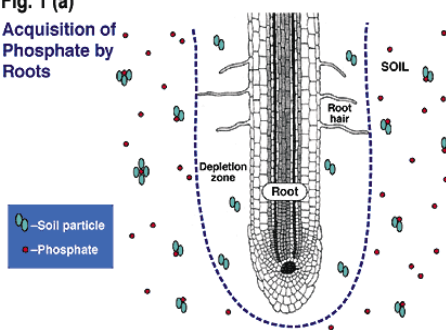 Fig. 1 (a)
Acquisition of
Phosphate by
Roots
SOIL
Root
hair
Depletion
zone
Root
–Soil particle
–Phosphate